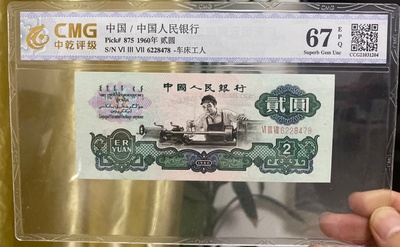 CMG
中乾评级
中国 / 中国人民银行
Pick# 875 1960年 贰圆
S/N VI III VII 6228478 -车床工人
67 EPQ
Superb Gem Unc
CCG21031204
中国人民银行
贰圆
VI III VII 6228478
ER
YUAN
2